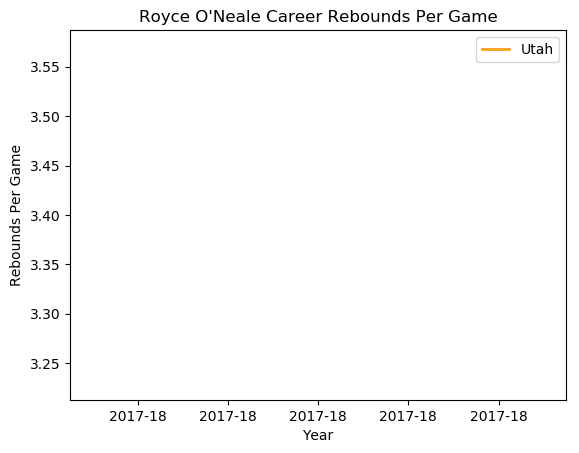 Royce O'Neale Career Rebounds Per Game
Utah
Rebounds Per Game
3.55
3.50
3.45
3.40
3.35
3.30
3.25
2017-18 2017-18 2017-18 2017-18 2017-18
Year